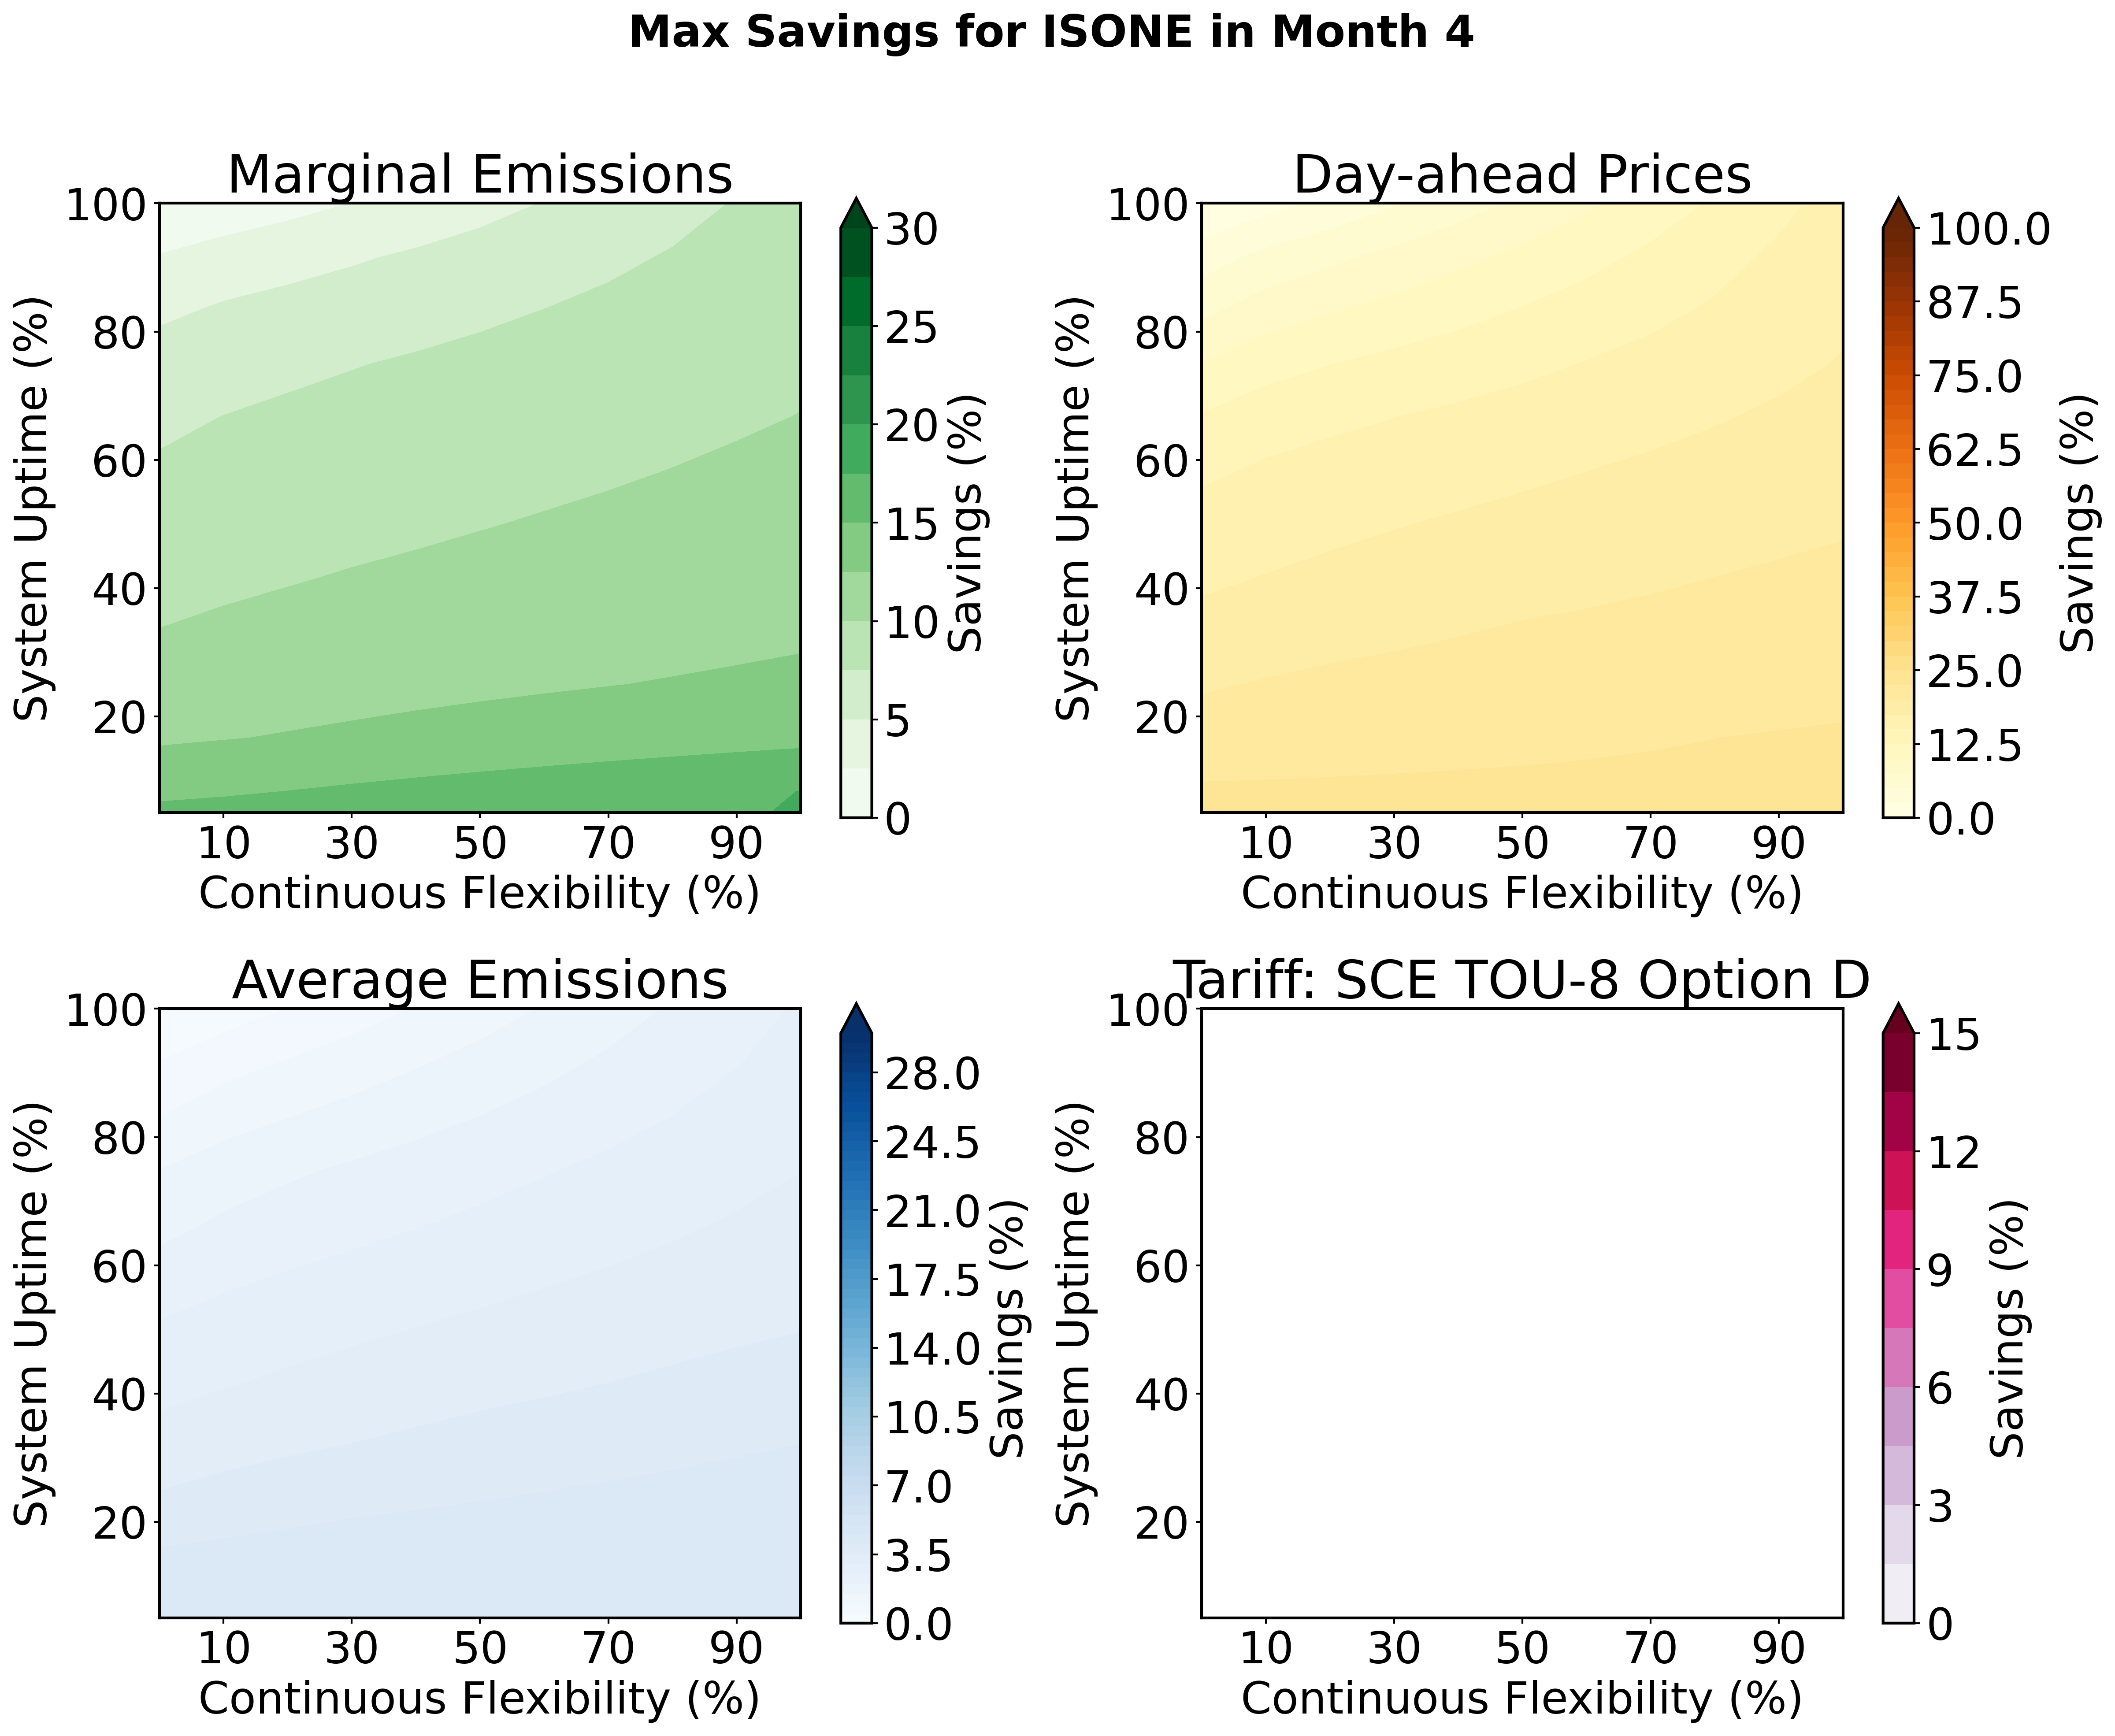 Max Savings for ISONE in Month 4
Marginal Emissions
100
80
60
40
20
System Uptime (%)
10 30 50 70 90
Continuous Flexibility (%)
30
25
20
15
10
5
0
Savings (%)
Day-ahead Prices
100
80
60
40
20
System Uptime (%)
10 30 50 70 90
Continuous Flexibility (%)
100.0
87.5
75.0
62.5
50.0
37.5
25.0
12.5
0.0
Savings (%)
Average Emissions
100
80
60
40
20
System Uptime (%)
10 30 50 70 90
Continuous Flexibility (%)
28.0
24.5
21.0
17.5
14.0
10.5
7.0
3.5
0.0
Savings (%)
Tariff: SCE TOU-8 Option D
100
80
60
40
20
System Uptime (%)
10 30 50 70 90
Continuous Flexibility (%)
15
12
9
6
3
0
Savings (%)